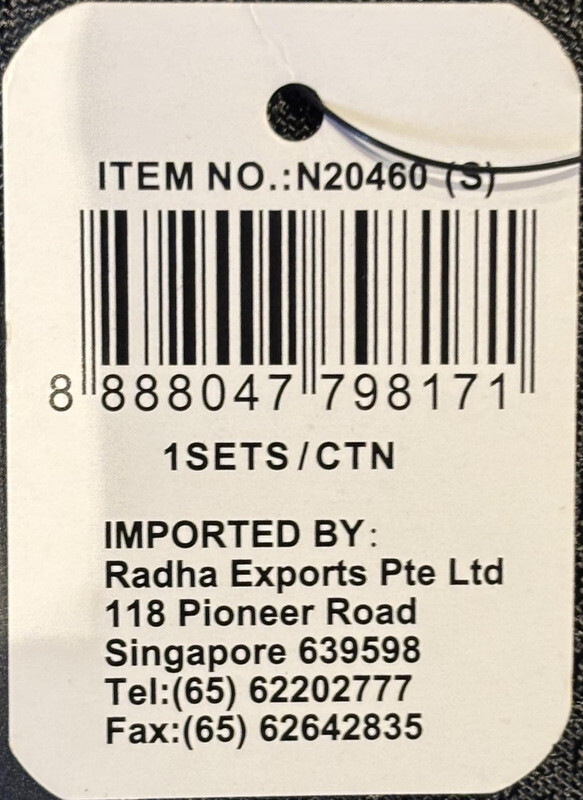 ITEM NO.:N20460 (S)
8 888047 798171
1SETS/CTN
IMPORTED BY:
Radha Exports Pte Ltd
118 Pioneer Road
Singapore 639598
Tel:(65) 62202777
Fax:(65) 62642835